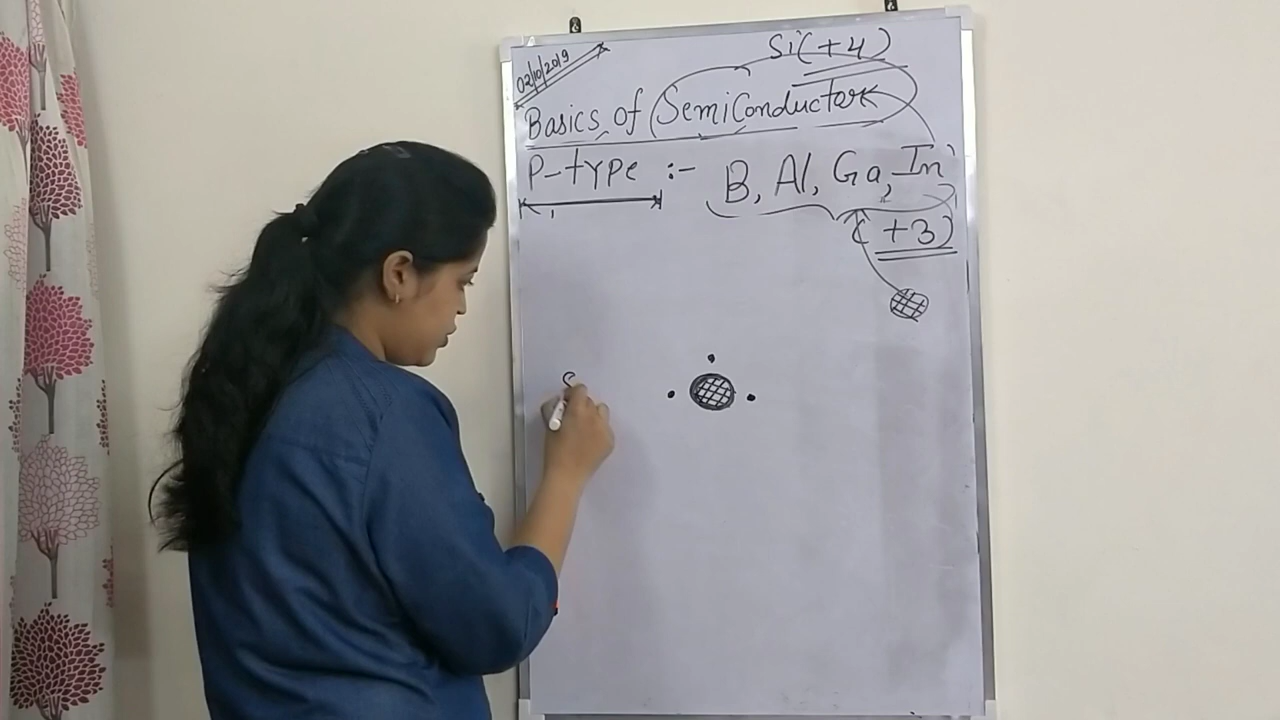 02/10/2019
Si(+4)
Basics of Semiconductor
P-type :- B, Al, Ga, In
(+3)
S